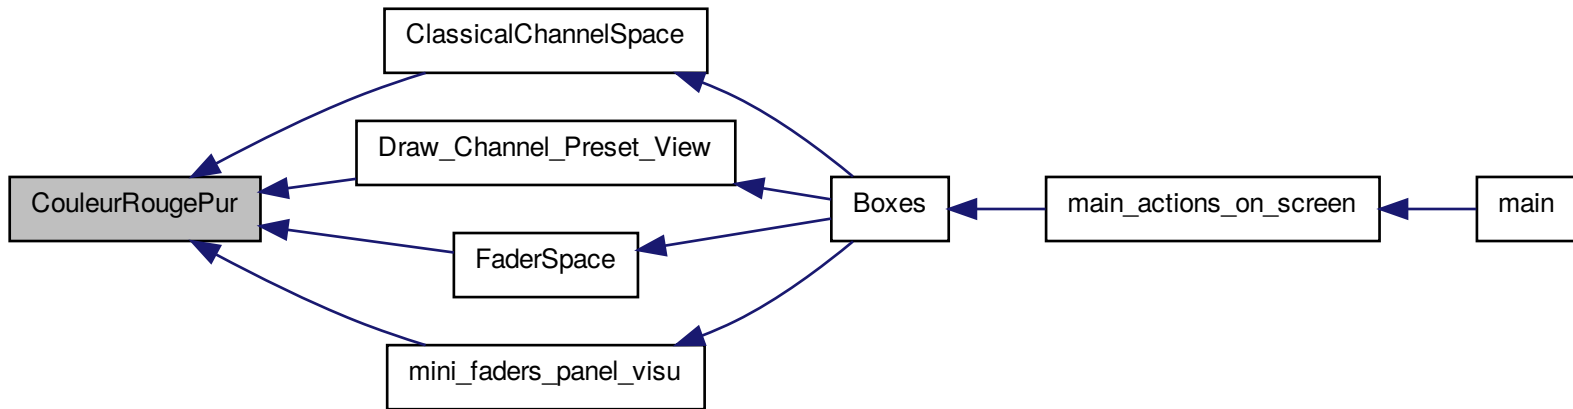 ClassicalChannelSpace
Draw_Channel_Preset_View
CouleurRougePur
Boxes
main_actions_on_screen
main
FaderSpace
mini_faders_panel_visu